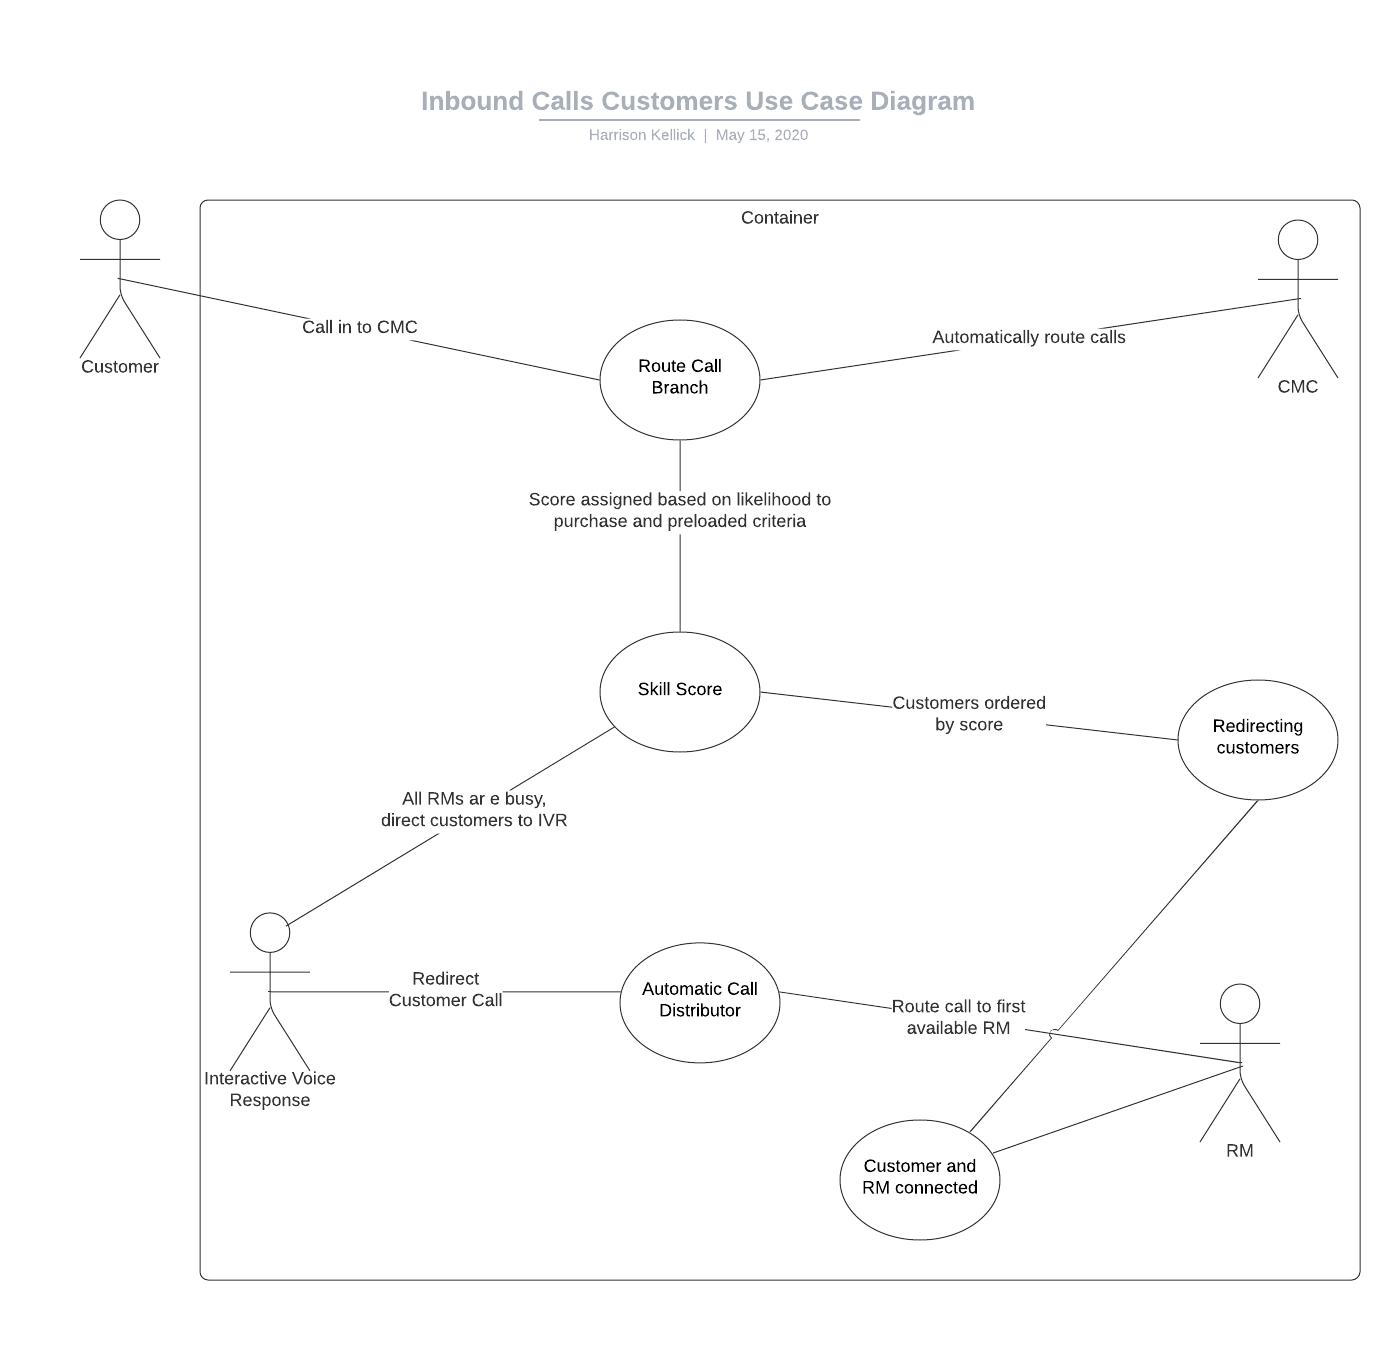 Inbound Calls Customers Use Case Diagram
Harrison Kellick | May 15, 2020
Container
Customer
Call in to CMC
Route Call
Branch
Automatically route calls
CMC
Score assigned based on likelihood to
purchase and preloaded criteria
Skill Score
Customers ordered
by score
Redirecting
customers
All RMs ar e busy,
direct customers to IVR
Interactive Voice
Response
Redirect
Customer Call
Automatic Call
Distributor
Route call to first
available RM
RM
Customer and
RM connected